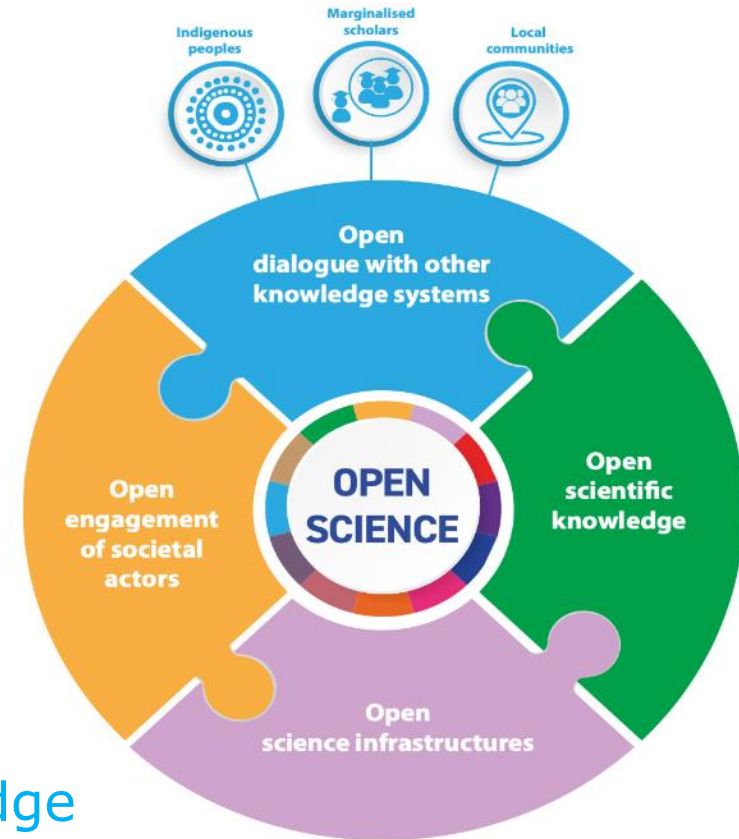 Indigenous
peoples
Marginalised
scholars
Local
communities
Open
dialogue with other
knowledge systems
Open
engagement
of societal
actors
OPEN
SCIENCE
Open
scientific
knowledge
Open
science infrastructures
dge